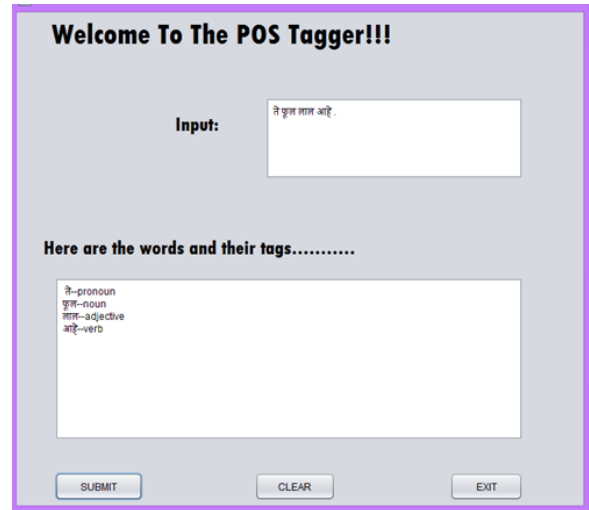 Welcome To The POS Tagger!!!
Input:
ते फूल लाल आहे .
Here are the words and their tags...........
ते--pronoun
फूल--noun
लाल--adjective
आहे--verb
SUBMIT CLEAR EXIT